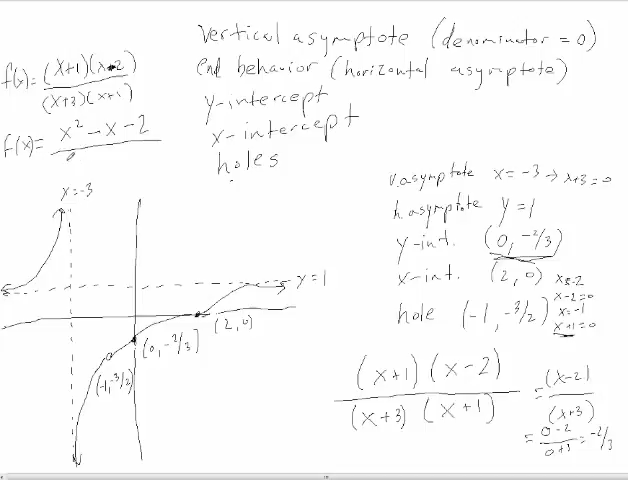 vertical asymptote (denominator = 0)
end behavior (horizontal asymptote)
y-intercept
x-intercept
holes
f(x) = (x+1)(x-2) / (x+3)(x+1)
f(x) = x² - x - 2
v. asymptote x = -3 → x+3=0
h. asymptote y = 1
y-int. (0, -2/3)
x-int. (2, 0)
x=2
x-2=0
hole (-1, -3/2)
x=-1
x+1=0
x=-3
y=1
(2, 0)
(0, -2/3)
(-1, -3/2)
(x+1)(x-2) / (x+3)(x+1) = (x-2) / (x+3)
= 0-2 / 0+3 = -2/3